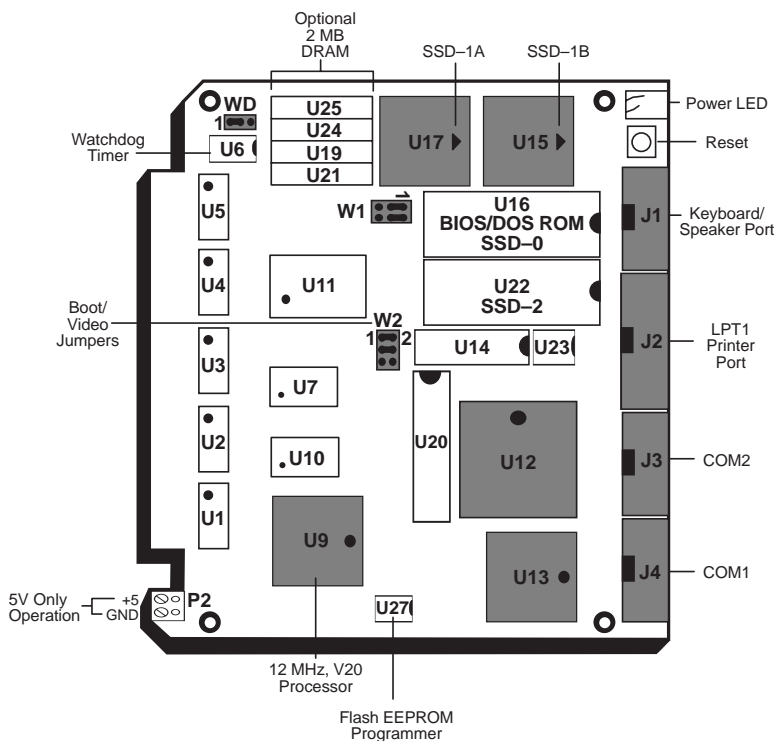 Optional
2 MB
DRAM
SSD–1A
SSD–1B
WD
1
U25
U24
U19
U21
U17
U15
Power LED
Watchdog
Timer
U6
Reset
U5
W1
1
U16
BIOS/DOS ROM
SSD–0
J1
Keyboard/
Speaker Port
U4
U11
U22
SSD–2
Boot/
Video
Jumpers
W2
1
2
U14
U23
J2
LPT1
Printer
Port
U3
U7
U2
U10
U20
U12
J3
COM2
U1
U9
U13
J4
COM1
5V Only
Operation
+5
GND
P2
U27
12 MHz, V20
Processor
Flash EEPROM
Programmer